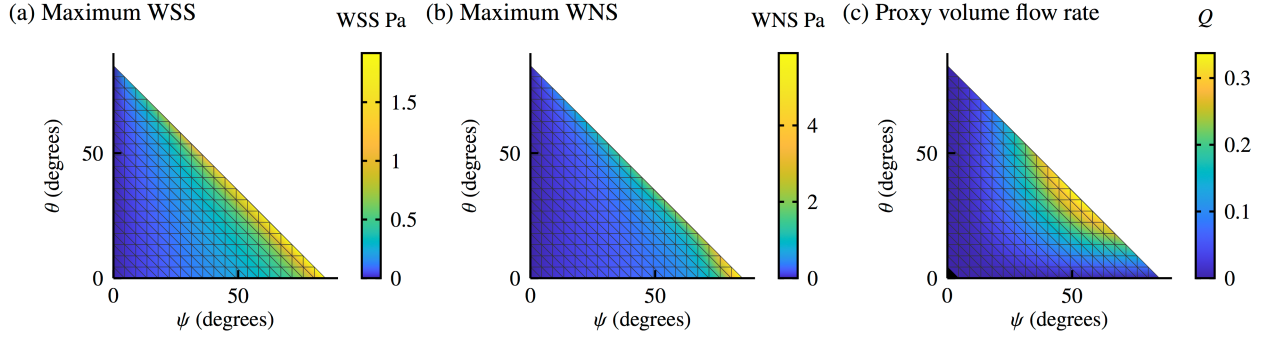 (a) Maximum WSS
WSS Pa
1.5
1
0.5
0
θ (degrees)
50
0
0
50
ψ (degrees)
(b) Maximum WNS
WNS Pa
4
2
0
θ (degrees)
50
0
0
50
ψ (degrees)
(c) Proxy volume flow rate
Q
0.3
0.2
0.1
0
θ (degrees)
50
0
0
50
ψ (degrees)